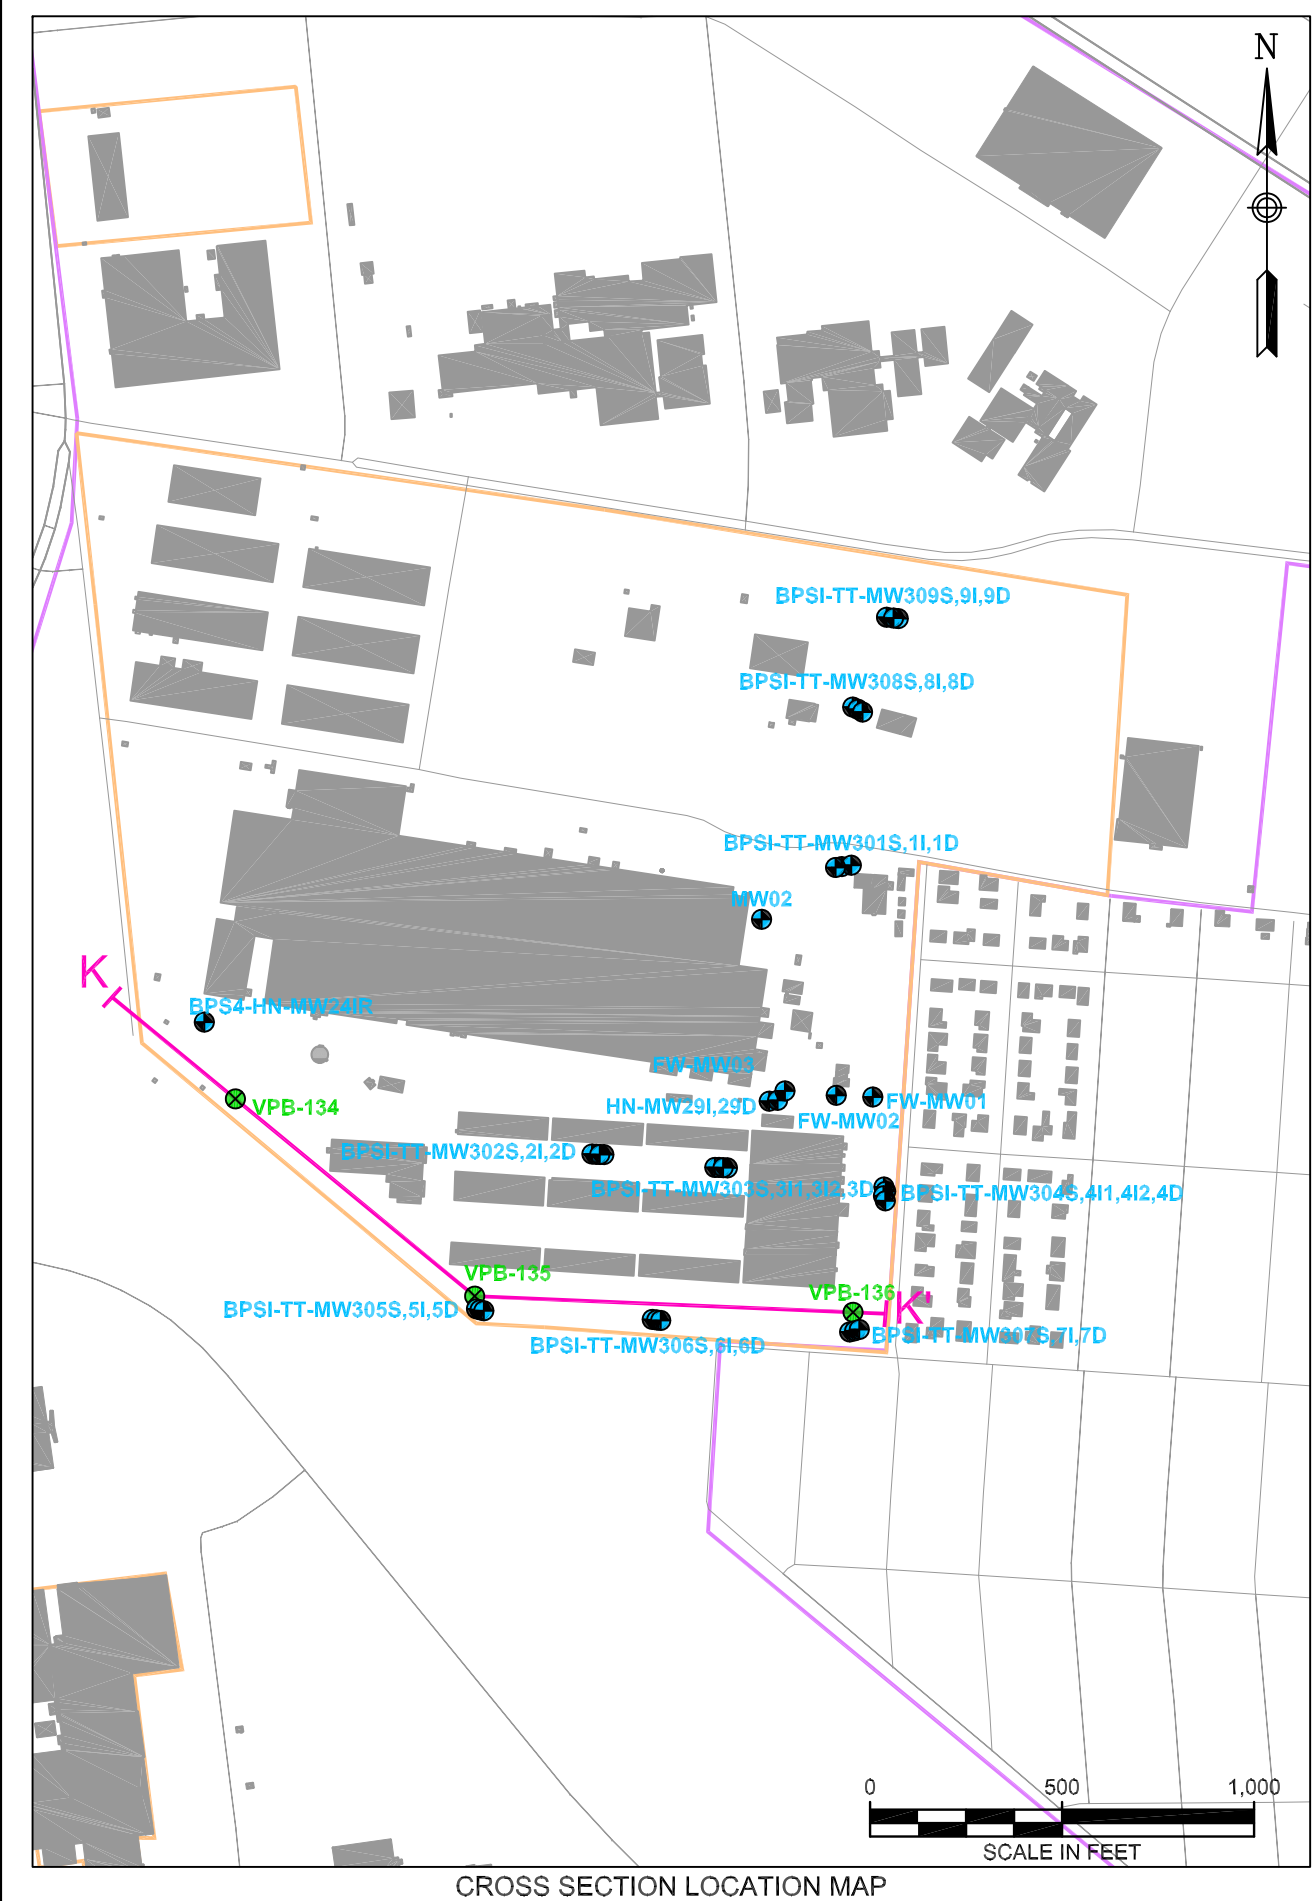 N
BPSI-TT-MW309S,9I,9D
BPSI-TT-MW308S,8I,8D
BPSI-TT-MW301S,1I,1D
MW02
K
BPS4-HN-MW24IR
FW-MW03
VPB-134
HN-MW29I,29D
FW-MW01
FW-MW02
BPSI-TT-MW302S,2I,2D
BPSI-TT-MW303S,3I1,3I2,3D
BPSI-TT-MW304S,4I1,4I2,4D
VPB-135
VPB-136
BPSI-TT-MW305S,5I,5D
K'
BPSI-TT-MW306S,6I,6D
BPSI-TT-MW307S,7I,7D
0 500 1,000
SCALE IN FEET
CROSS SECTION LOCATION MAP